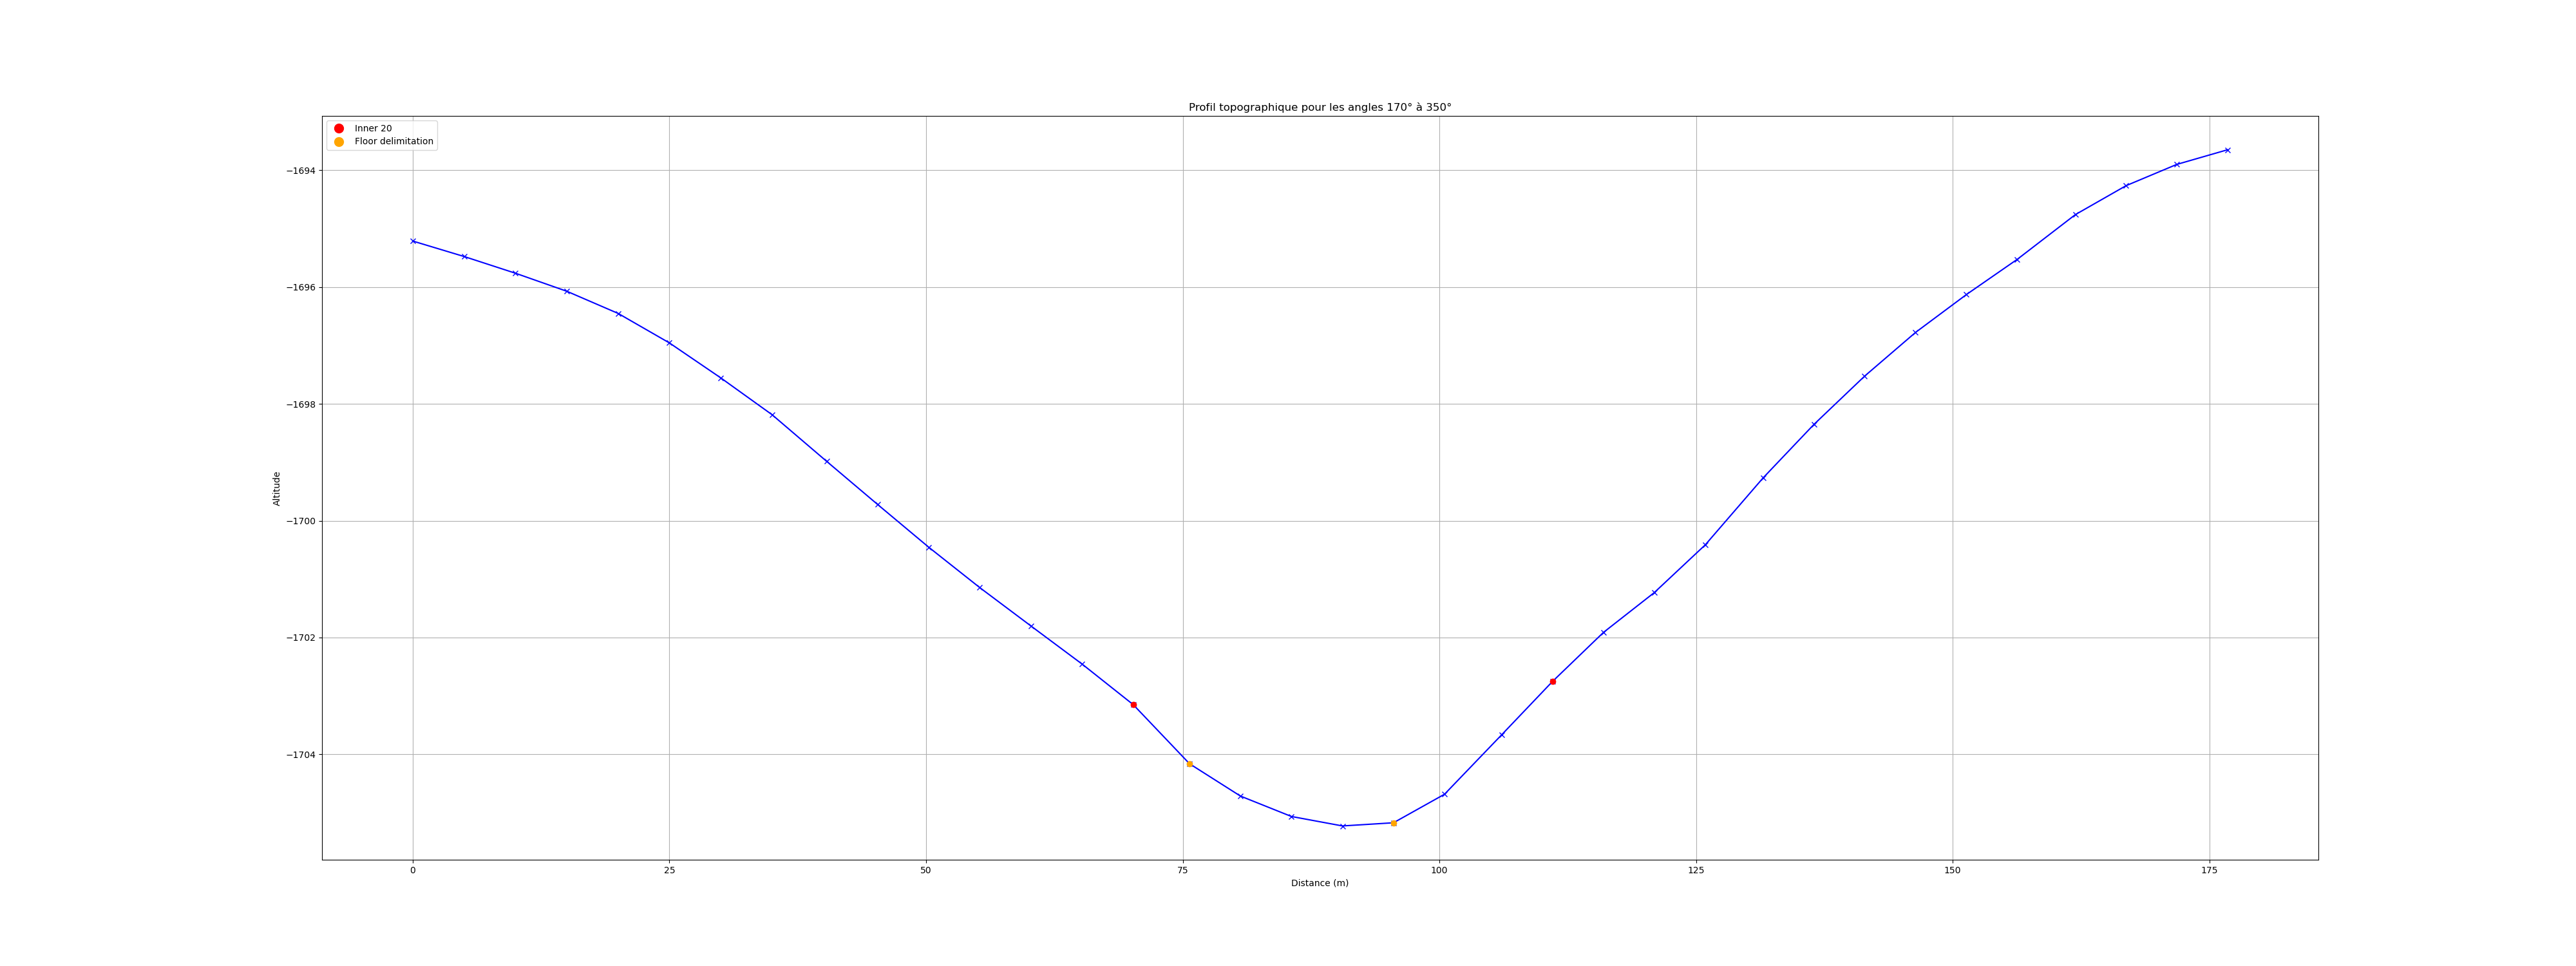 Profil topographique pour les angles 170° à 350°
Inner 20
Floor delimitation
−1694
−1696
−1698
−1700
−1702
−1704
Altitude
0 25 50 75 100 125 150 175
Distance (m)